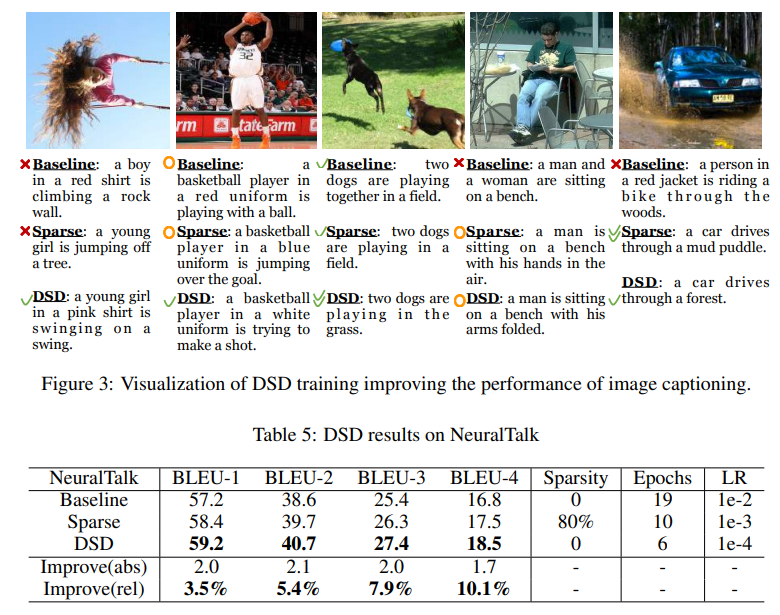 32
rm StateFarm
Baseline: a boy
in a red shirt is
climbing a rock
wall.
Sparse: a young
girl is jumping off
a tree.
DSD: a young girl
in a pink shirt is
swinging on a
swing.
Baseline: a
basketball player in
a red uniform is
playing with a ball.
Sparse: a basketball
player in a blue
uniform is jumping
over the goal.
DSD: a basketball
player in a white
uniform is trying to
make a shot.
Baseline: two
dogs are playing
together in a field.
Sparse: two dogs
are playing in a
field.
DSD: two dogs are
playing in the
grass.
Baseline: a man and
a woman are sitting
on a bench.
Sparse: a man is
sitting on a bench
with his hands in the
air.
DSD: a man is sitting
on a bench with his
arms folded.
Baseline: a person in
a red jacket is riding a
bike through the
woods.
Sparse: a car drives
through a mud puddle.
DSD: a car drives
through a forest.
Figure 3: Visualization of DSD training improving the performance of image captioning.
Table 5: DSD results on NeuralTalk
NeuralTalk BLEU-1 BLEU-2 BLEU-3 BLEU-4 Sparsity Epochs LR
Baseline 57.2 38.6 25.4 16.8 0 19 1e-2
Sparse 58.4 39.7 26.3 17.5 80% 10 1e-3
DSD 59.2 40.7 27.4 18.5 0 6 1e-4
Improve(abs) 2.0 2.1 2.0 1.7 - - -
Improve(rel) 3.5% 5.4% 7.9% 10.1% - - -